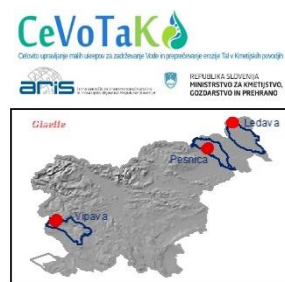 CeVoTaK
Celovito upravljanje malih ukrepov za zadrževanje Vode in preprečevanje erozije Tal v Kmetijskih povodjih
aris
REPUBLIKA SLOVENIJA
MINISTRSTVO ZA KMETIJSTVO,
GOZDARSTVO IN PREHRANO
Giselle
Ledava
Pesnica
Vipava